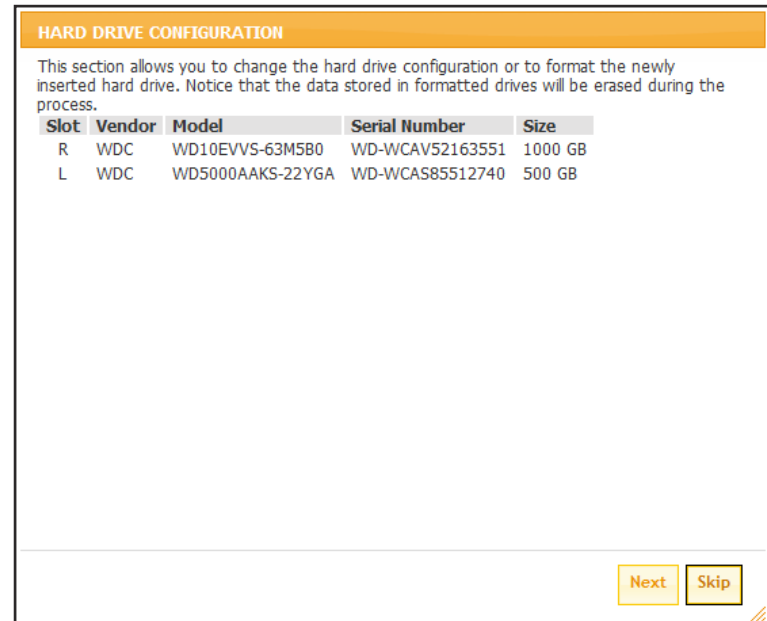 HARD DRIVE CONFIGURATION
This section allows you to change the hard drive configuration or to format the newly
inserted hard drive. Notice that the data stored in formatted drives will be erased during the
process.
Slot Vendor Model Serial Number Size
R WDC WD10EVVS-63M5B0 WD-WCAV52163551 1000 GB
L WDC WD5000AAKS-22YGA WD-WCAS85512740 500 GB
Next Skip